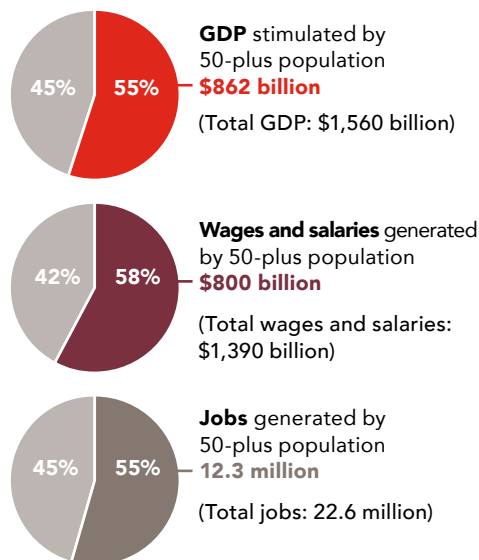 GDP stimulated by
50-plus population
45% 55% $862 billion
(Total GDP: $1,560 billion)
Wages and salaries generated
by 50-plus population
42% 58% $800 billion
(Total wages and salaries:
$1,390 billion)
Jobs generated by
50-plus population
45% 55% 12.3 million
(Total jobs: 22.6 million)